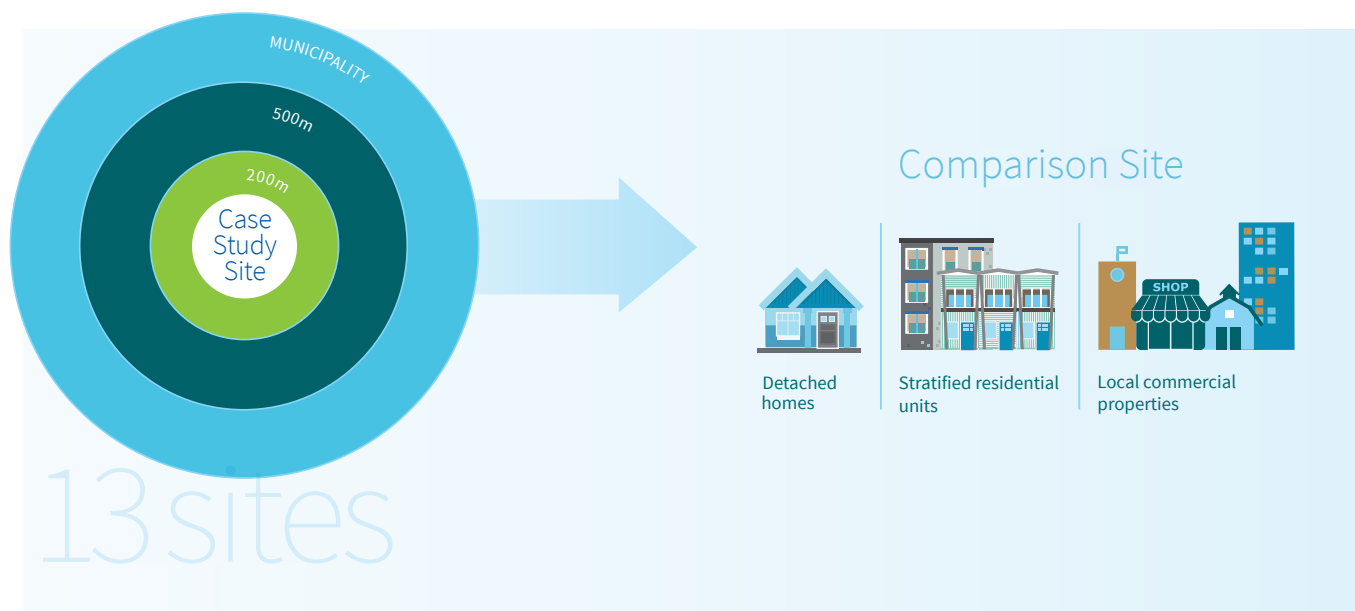 MUNICIPALITY
500m
200m
Case
Study
Site
13 sites
Comparison Site
SHOP
Detached
homes
Stratified residential
units
Local commercial
properties